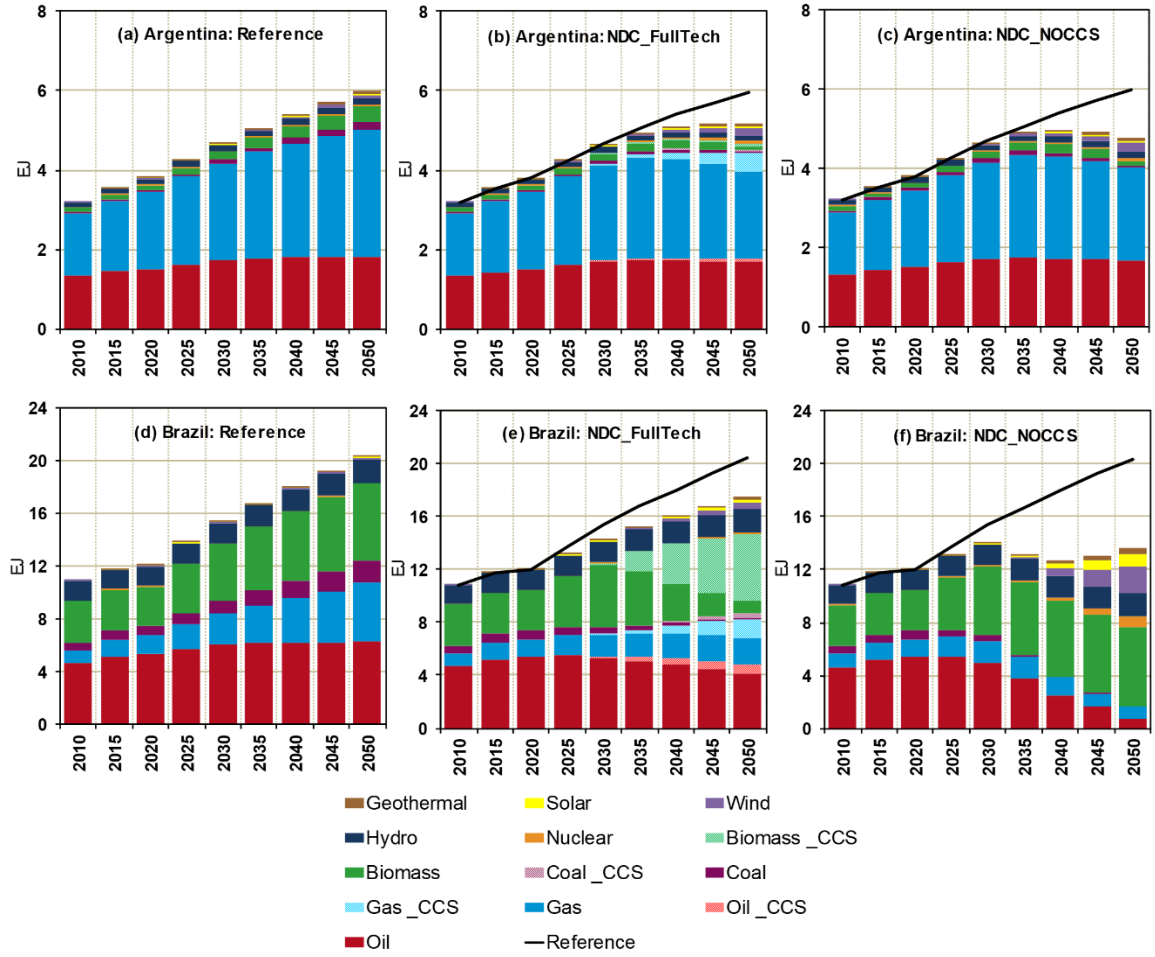 (a) Argentina: Reference
(b) Argentina: NDC_FullTech
(c) Argentina: NDC_NOCCS
8
6
4
2
0
EJ
2010 2015 2020 2025 2030 2035 2040 2045 2050
8
6
4
2
0
2010 2015 2020 2025 2030 2035 2040 2045 2050
8
6
4
2
0
EJ
2010 2015 2020 2025 2030 2035 2040 2045 2050
(d) Brazil: Reference
(e) Brazil: NDC_FullTech
(f) Brazil: NDC_NOCCS
24
20
16
12
8
4
0
EJ
2010 2015 2020 2025 2030 2035 2040 2045 2050
24
20
16
12
8
4
0
EJ
2010 2015 2020 2025 2030 2035 2040 2045 2050
24
20
16
12
8
4
0
EJ
2010 2015 2020 2025 2030 2035 2040 2045 2050
Geothermal Solar Wind
Hydro Nuclear Biomass _CCS
Biomass Coal _CCS Coal
Gas _CCS Gas Oil _CCS
Oil Reference